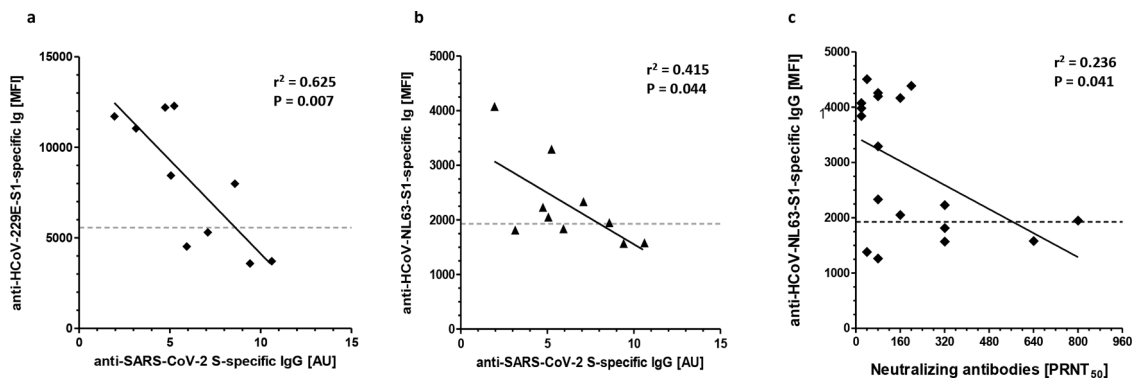 a
r² = 0.625
P = 0.007
anti-HCoV-229E-S1-specific Ig [MFI]
15000
10000
5000
0
0 5 10 15
anti-SARS-CoV-2 S-specific IgG [AU]
b
r² = 0.415
P = 0.044
anti-HCoV-NL63-S1-specific Ig [MFI]
5000
4000
3000
2000
1000
0
0 5 10 15
anti-SARS-CoV-2 S-specific IgG [AU]
c
r² = 0.236
P = 0.041
anti-HCoV-NL63-S1-specific IgG [MFI]
5000
4000
1
3000
2000
1000
0
0 160 320 480 640 800 960
Neutralizing antibodies [PRNT₅₀]